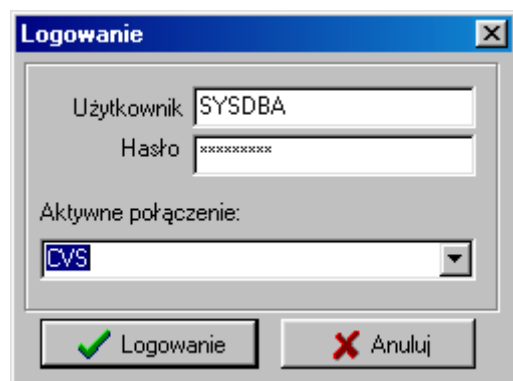 Logowanie
Użytkownik SYSDBA
Hasło *********
Aktywne połączenie:
CVS
Logowanie Anuluj